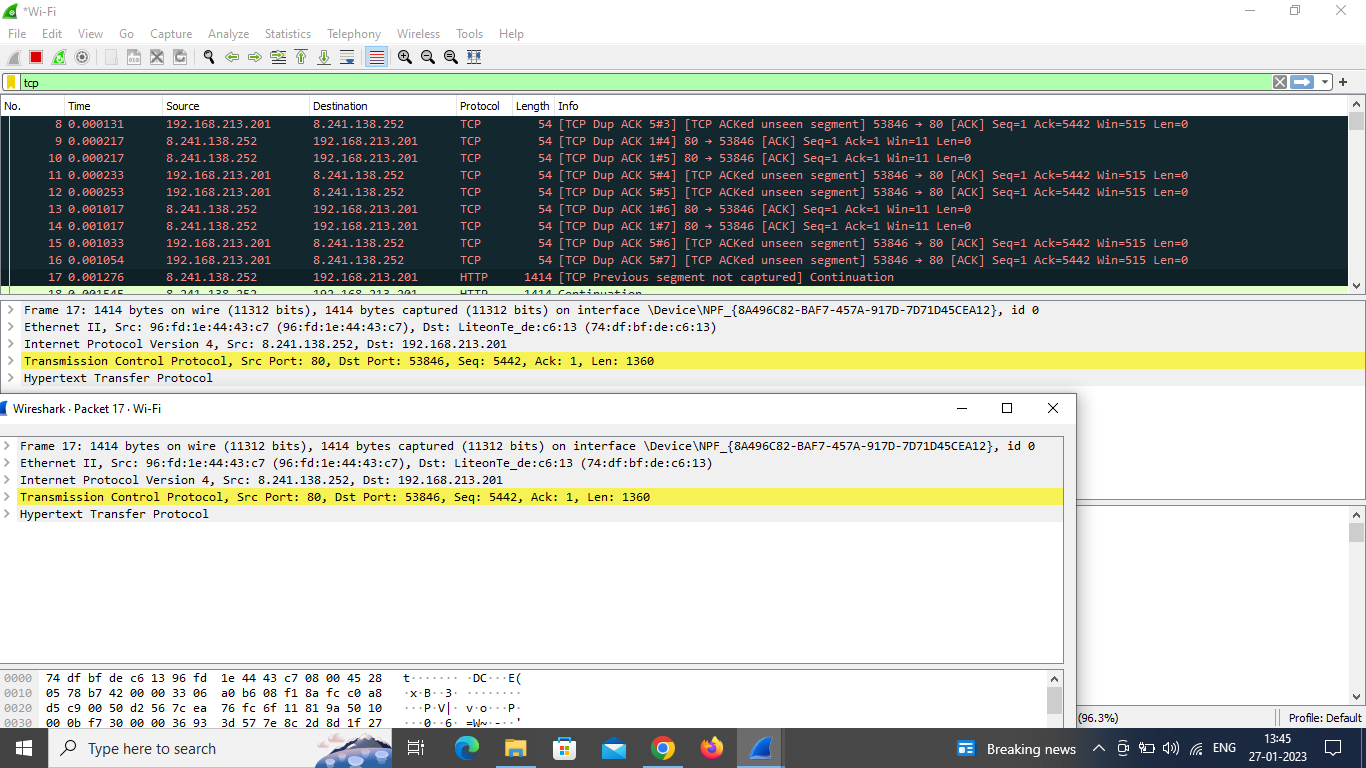 *Wi-Fi
File Edit View Go Capture Analyze Statistics Telephony Wireless Tools Help
tcp
No. Time Source Destination Protocol Length Info
8 0.000131 192.168.213.201 8.241.138.252 TCP 54 [TCP Dup ACK 5#3] [TCP ACKed unseen segment] 53846 → 80 [ACK] Seq=1 Ack=5442 Win=515 Len=0
9 0.000217 8.241.138.252 192.168.213.201 TCP 54 [TCP Dup ACK 1#4] 80 → 53846 [ACK] Seq=1 Ack=1 Win=11 Len=0
10 0.000217 8.241.138.252 192.168.213.201 TCP 54 [TCP Dup ACK 1#5] 80 → 53846 [ACK] Seq=1 Ack=1 Win=11 Len=0
11 0.000233 192.168.213.201 8.241.138.252 TCP 54 [TCP Dup ACK 5#4] [TCP ACKed unseen segment] 53846 → 80 [ACK] Seq=1 Ack=5442 Win=515 Len=0
12 0.000253 192.168.213.201 8.241.138.252 TCP 54 [TCP Dup ACK 5#5] [TCP ACKed unseen segment] 53846 → 80 [ACK] Seq=1 Ack=5442 Win=515 Len=0
13 0.001017 8.241.138.252 192.168.213.201 TCP 54 [TCP Dup ACK 1#6] 80 → 53846 [ACK] Seq=1 Ack=1 Win=11 Len=0
14 0.001017 8.241.138.252 192.168.213.201 TCP 54 [TCP Dup ACK 1#7] 80 → 53846 [ACK] Seq=1 Ack=1 Win=11 Len=0
15 0.001033 192.168.213.201 8.241.138.252 TCP 54 [TCP Dup ACK 5#6] [TCP ACKed unseen segment] 53846 → 80 [ACK] Seq=1 Ack=5442 Win=515 Len=0
16 0.001054 192.168.213.201 8.241.138.252 TCP 54 [TCP Dup ACK 5#7] [TCP ACKed unseen segment] 53846 → 80 [ACK] Seq=1 Ack=5442 Win=515 Len=0
17 0.001276 8.241.138.252 192.168.213.201 HTTP 1414 [TCP Previous segment not captured] Continuation
18 0.001545 8.241.138.252 192.168.213.201 HTTP 1414 Continuation
Frame 17: 1414 bytes on wire (11312 bits), 1414 bytes captured (11312 bits) on interface \Device\NPF_{8A496C82-BAF7-457A-917D-7D71D45CEA12}, id 0
Ethernet II, Src: 96:fd:1e:44:43:c7 (96:fd:1e:44:43:c7), Dst: LiteonTe_de:c6:13 (74:df:bf:de:c6:13)
Internet Protocol Version 4, Src: 8.241.138.252, Dst: 192.168.213.201
Transmission Control Protocol, Src Port: 80, Dst Port: 53846, Seq: 5442, Ack: 1, Len: 1360
Hypertext Transfer Protocol
Wireshark · Packet 17 · Wi-Fi
Frame 17: 1414 bytes on wire (11312 bits), 1414 bytes captured (11312 bits) on interface \Device\NPF_{8A496C82-BAF7-457A-917D-7D71D45CEA12}, id 0
Ethernet II, Src: 96:fd:1e:44:43:c7 (96:fd:1e:44:43:c7), Dst: LiteonTe_de:c6:13 (74:df:bf:de:c6:13)
Internet Protocol Version 4, Src: 8.241.138.252, Dst: 192.168.213.201
Transmission Control Protocol, Src Port: 80, Dst Port: 53846, Seq: 5442, Ack: 1, Len: 1360
Hypertext Transfer Protocol
0000 74 df bf de c6 13 96 fd 1e 44 43 c7 08 00 45 28 t······· ·DC···E(
0010 05 78 b7 42 00 00 33 06 a0 b6 08 f1 8a fc c0 a8 ·x·B··3· ········
0020 d5 c9 00 50 d2 56 7c ea 76 fc 6f 11 81 9a 50 10 ···P·V|· v·o···P·
0030 00 0b f7 30 00 00 36 93 3d 57 7e 8c 2d 8d 1f 27 ···0··6· =W~·-··'
(96.3%) Profile: Default
Type here to search
Breaking news
ENG
13:45
27-01-2023